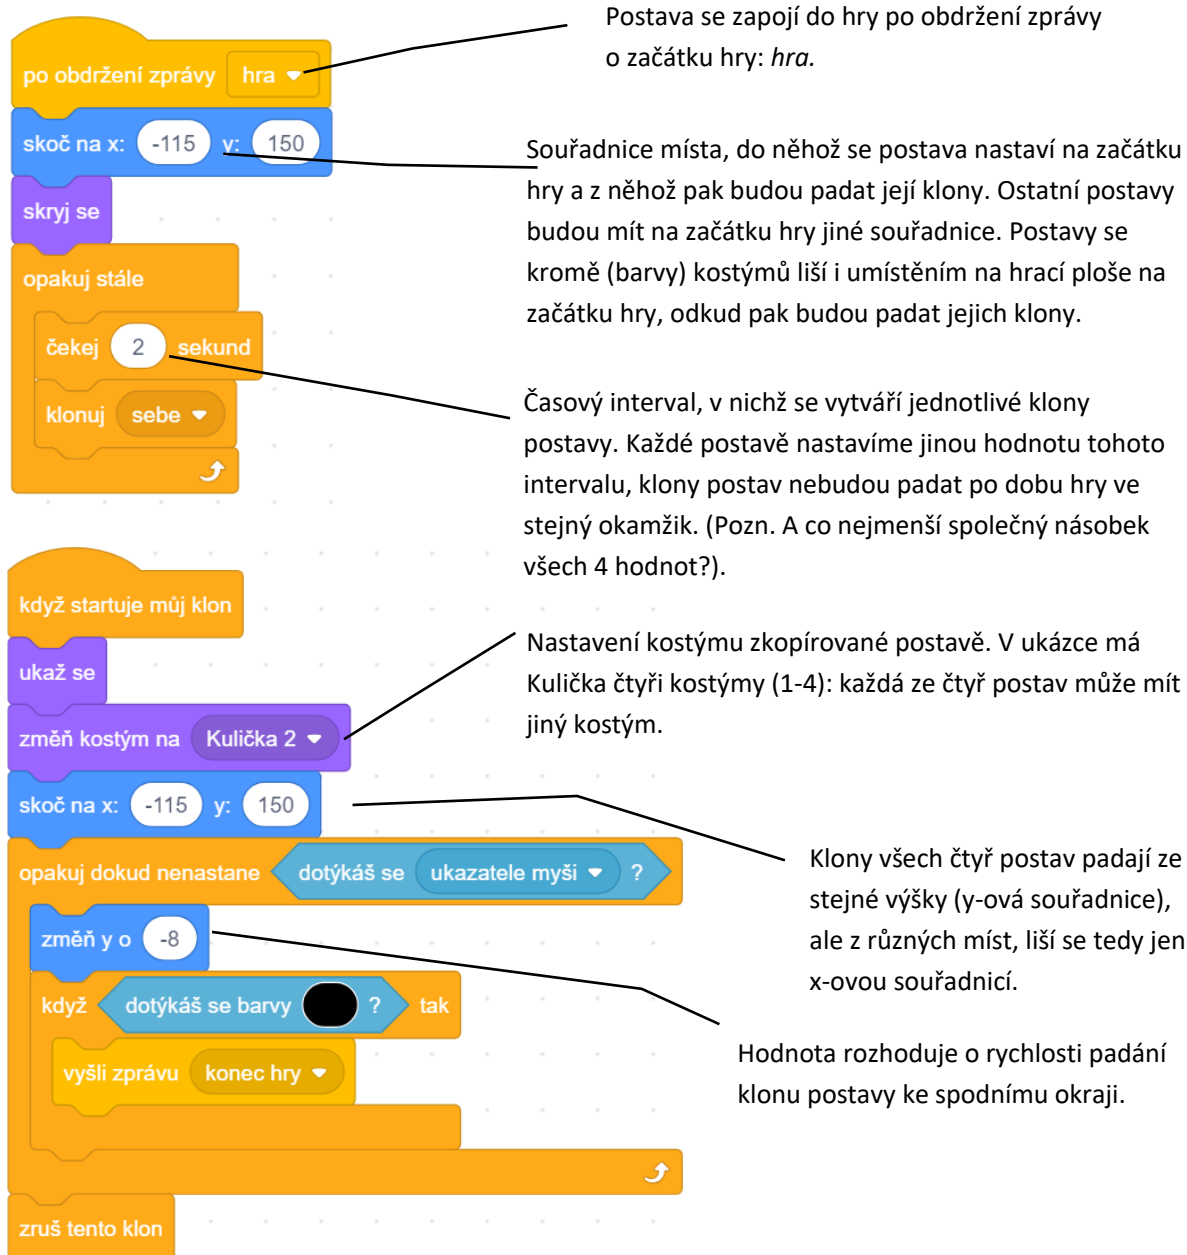 Postava se zapojí do hry po obdržení zprávy
o začátku hry: hra.
po obdržení zprávy hra
skoč na x: -115 y: 150
skryj se
opakuj stále
čekej 2 sekund
klonuj sebe
Souřadnice místa, do něhož se postava nastaví na začátku
hry a z něhož pak budou padat její klony. Ostatní postavy
budou mít na začátku hry jiné souřadnice. Postavy se
kromě (barvy) kostýmů liší i umístěním na hrací ploše na
začátku hry, odkud pak budou padat jejich klony.
Časový interval, v nichž se vytváří jednotlivé klony
postavy. Každé postavě nastavíme jinou hodnotu tohoto
intervalu, klony postav nebudou padat po dobu hry ve
stejný okamžik. (Pozn. A co nejmenší společný násobek
všech 4 hodnot?).
když startuje můj klon
ukaž se
změň kostým na Kulička 2
skoč na x: -115 y: 150
opakuj dokud nenastane dotýkáš se ukazatele myši ?
změň y o -8
když dotýkáš se barvy ? tak
vyšli zprávu konec hry
zruš tento klon
Nastavení kostýmu zkopírované postavě. V ukázce má
Kulička čtyři kostýmy (1-4): každá ze čtyř postav může mít
jiný kostým.
Klony všech čtyř postav padají ze
stejné výšky (y-ová souřadnice),
ale z různých míst, liší se tedy jen
x-ovou souřadnicí.
Hodnota rozhoduje o rychlosti padání
klonu postavy ke spodnímu okraji.